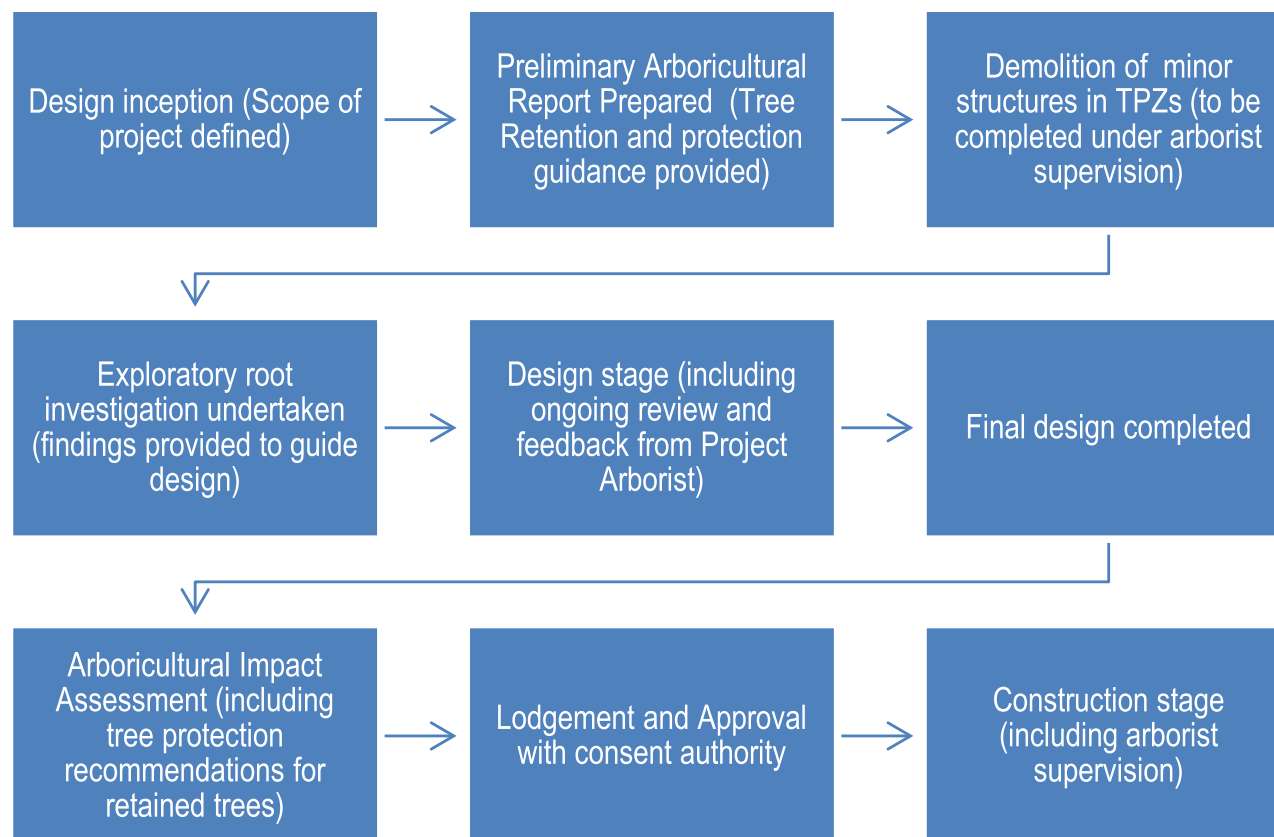 Design inception (Scope of
project defined)
Preliminary Arboricultural
Report Prepared  (Tree
Retention and protection
guidance provided)
Demolition of  minor
structures in TPZs (to be
completed under arborist
supervision)
Exploratory root
investigation undertaken
(findings provided to guide
design)
Design stage (including
ongoing review and
feedback from Project
Arborist)
Final design completed
Arboricultural Impact
Assessment (including
tree protection
recommendations for
retained trees)
Lodgement and Approval
with consent authority
Construction stage
(including arborist
supervision)